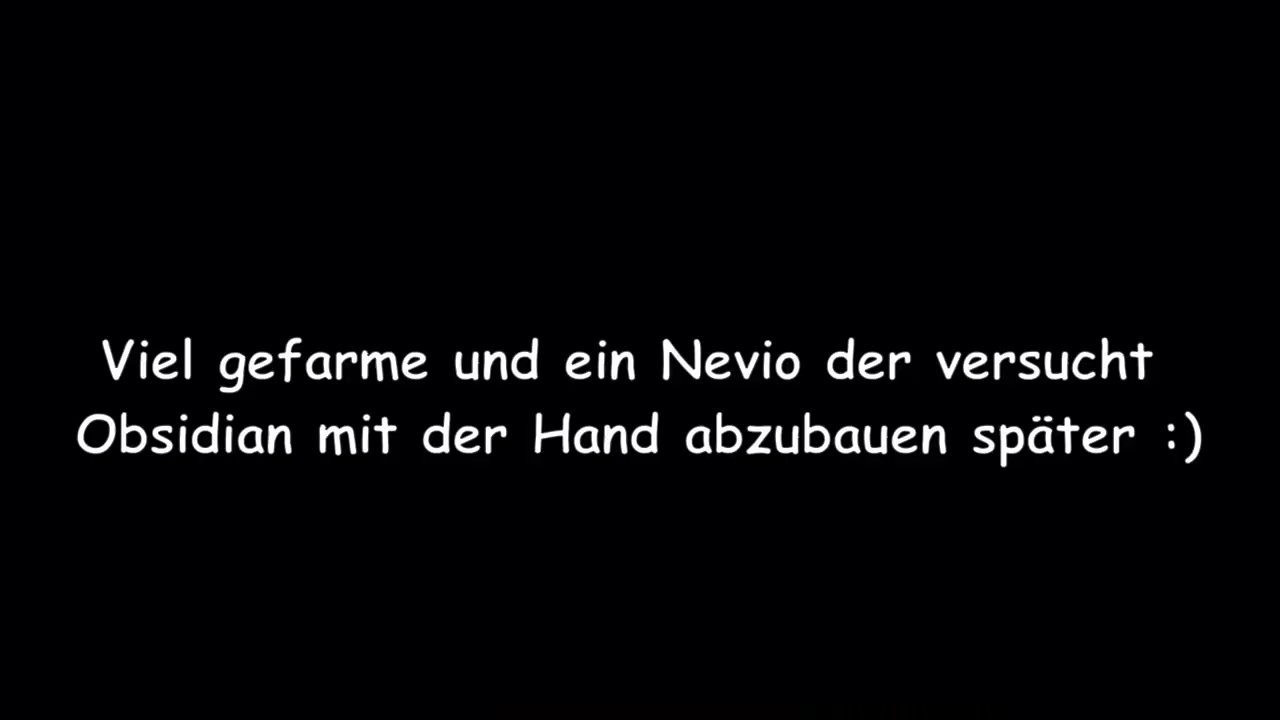 Viel gefarme und ein Nevio der versucht
Obsidian mit der Hand abzubauen später :)